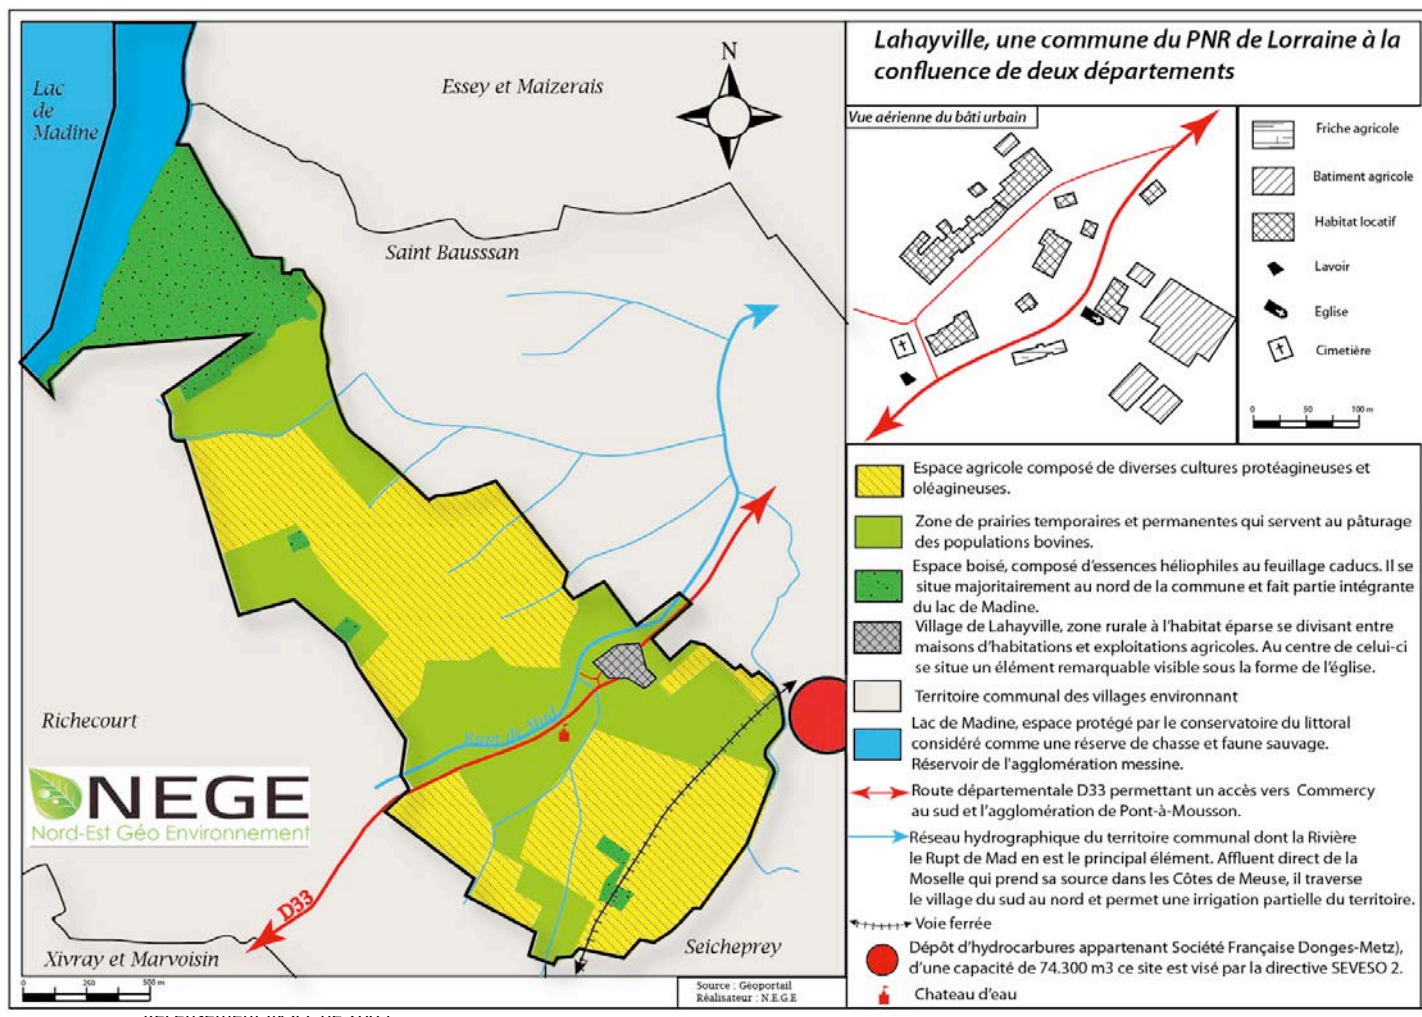 Lahayville, une commune du PNR de Lorraine à la
confluence de deux départements
Lac
de
Madine
Essey et Maizerais
N
Saint Bausssan
Richecourt
NEGE
Nord-Est Géo Environnement
Rupt de Mad
D33
Xivray et Marvoisin
Seicheprey
0 250 500 m
Source : Géoportail
Réalisateur : N.E.G.E
Vue aérienne du bâti urbain
Friche agricole
Batiment agricole
Habitat locatif
Lavoir
Eglise
Cimetière
0 50 100 m
Espace agricole composé de diverses cultures protéagineuses et
oléagineuses.
Zone de prairies temporaires et permanentes qui servent au pâturage
des populations bovines.
Espace boisé, composé d'essences héliophiles au feuillage caducs. Il se
situe majoritairement au nord de la commune et fait partie intégrante
du lac de Madine.
Village de Lahayville, zone rurale à l'habitat éparse se divisant entre
maisons d'habitations et exploitations agricoles. Au centre de celui-ci
se situe un élément remarquable visible sous la forme de l'église.
Territoire communal des villages environnant
Lac de Madine, espace protégé par le conservatoire du littoral
considéré comme une réserve de chasse et faune sauvage.
Réservoir de l'agglomération messine.
Route départementale D33 permettant un accès vers Commercy
au sud et l'agglomération de Pont-à-Mousson.
Réseau hydrographique du territoire communal dont la Rivière
le Rupt de Mad en est le principal élément. Affluent direct de la
Moselle qui prend sa source dans les Côtes de Meuse, il traverse
le village du sud au nord et permet une irrigation partielle du territoire.
Voie ferrée
Dépôt d'hydrocarbures appartenant Société Française Donges-Metz),
d'une capacité de 74.300 m3 ce site est visé par la directive SEVESO 2.
Chateau d'eau